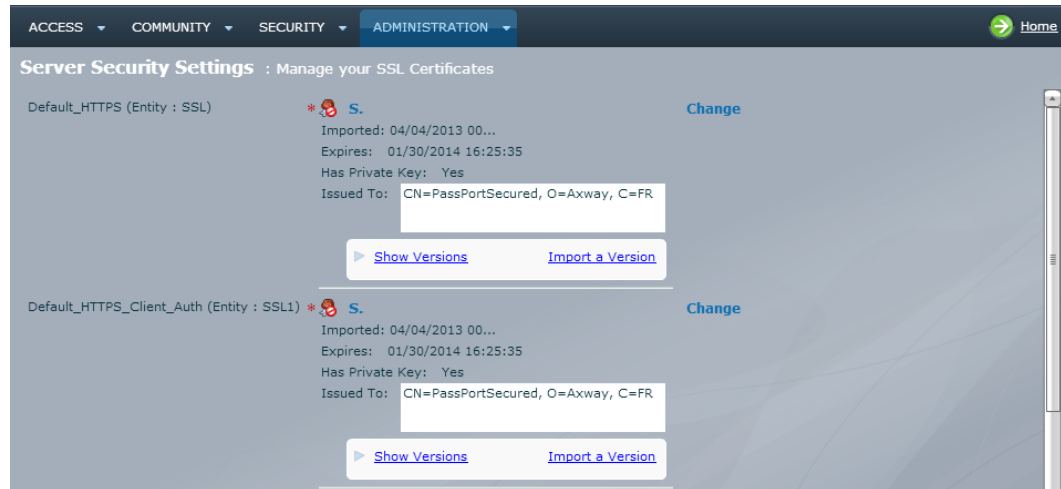 ACCESS COMMUNITY SECURITY ADMINISTRATION Home
Server Security Settings : Manage your SSL Certificates
Default_HTTPS (Entity : SSL) * S. Change
Imported: 04/04/2013 00...
Expires: 01/30/2014 16:25:35
Has Private Key: Yes
Issued To: CN=PassPortSecured, O=Axway, C=FR
Show Versions Import a Version
Default_HTTPS_Client_Auth (Entity : SSL1) * S. Change
Imported: 04/04/2013 00...
Expires: 01/30/2014 16:25:35
Has Private Key: Yes
Issued To: CN=PassPortSecured, O=Axway, C=FR
Show Versions Import a Version